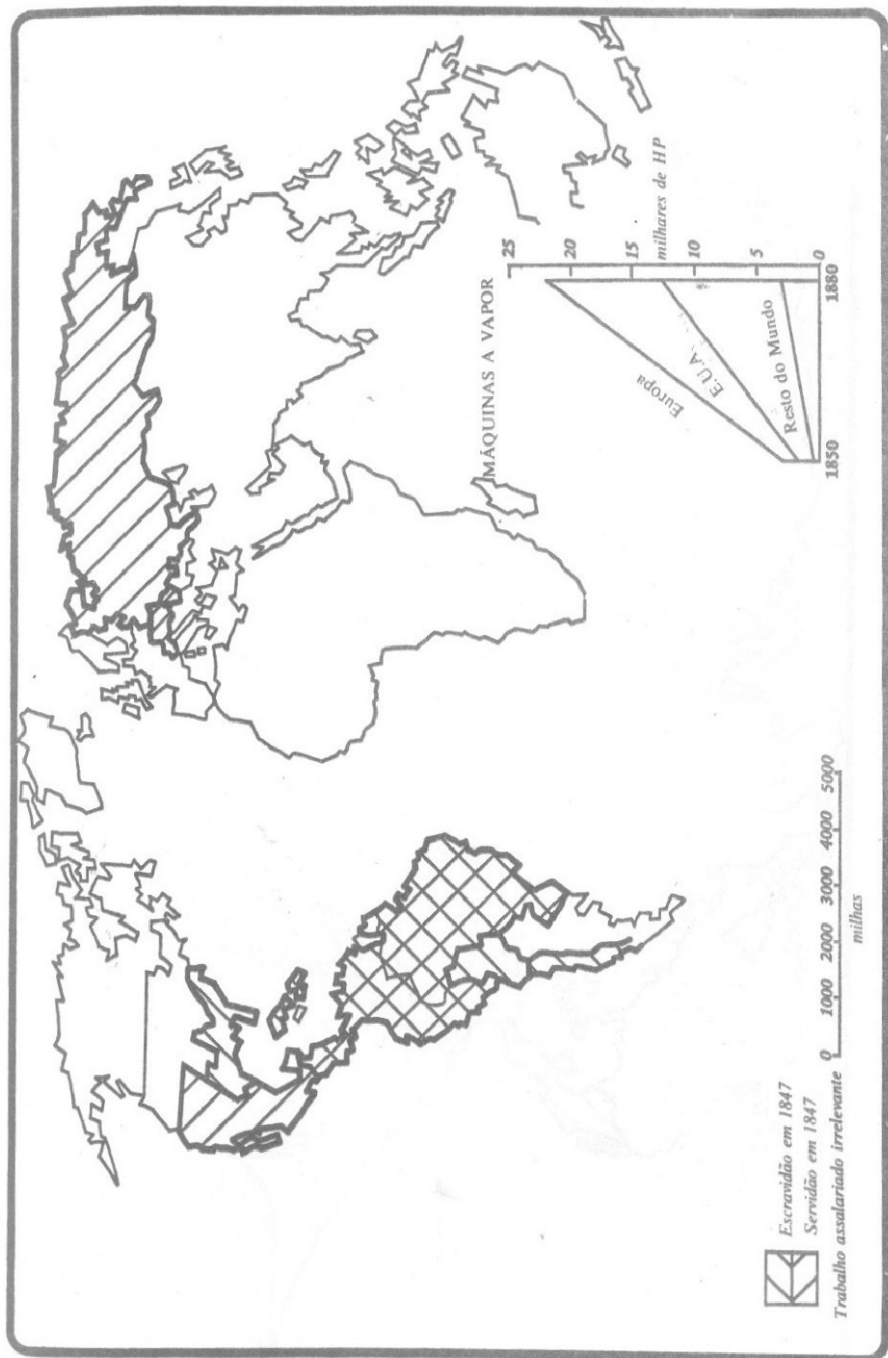 MÁQUINAS A VAPOR
25
20
15
10
5
0
milhares de HP
Europa
E.U.A
Resto do Mundo
1850
1880
Escravidão em 1847
Servidão em 1847
Trabalho assalariado irrelevante
0 1000 2000 3000 4000 5000
milhas